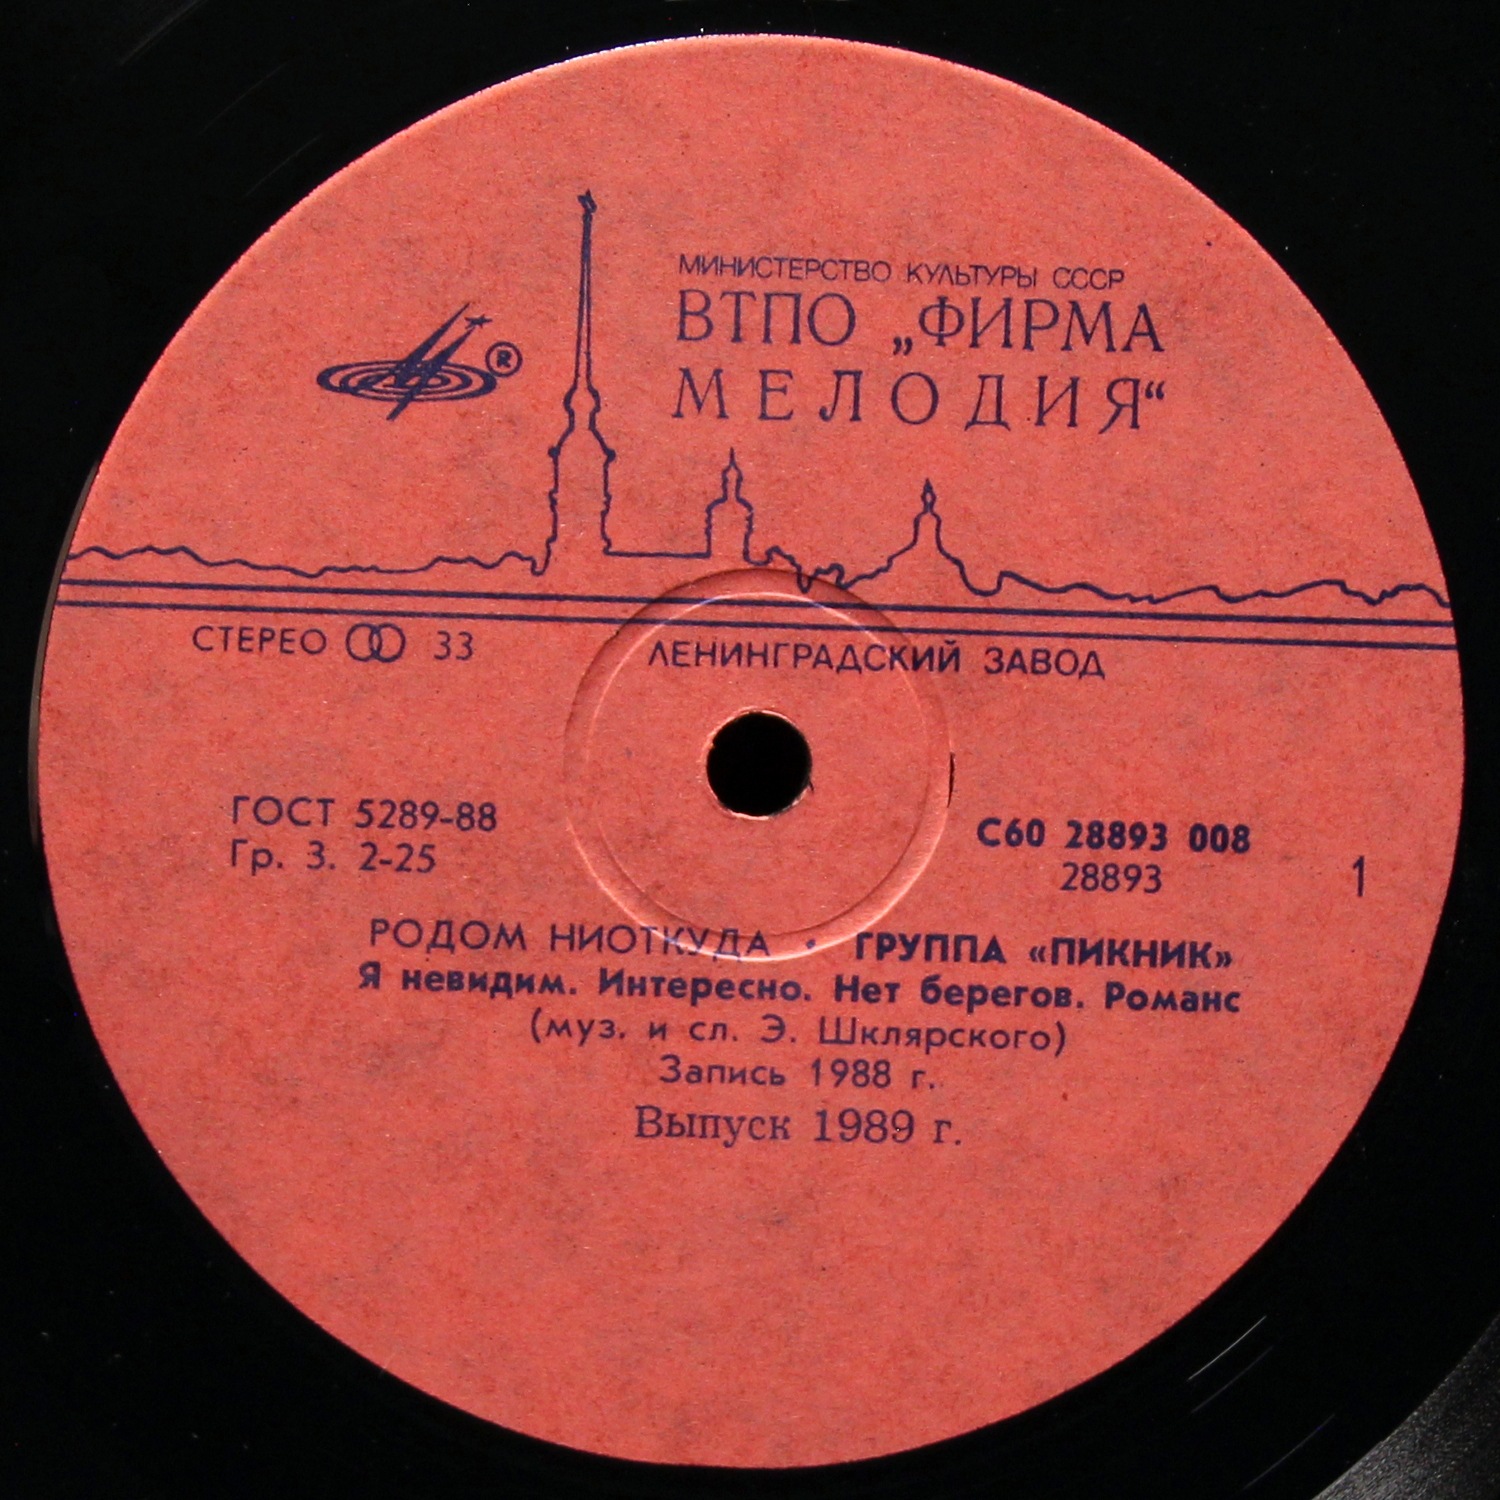 МИНИСТЕРСТВО КУЛЬТУРЫ СССР
ВТПО „ФИРМА
МЕЛОДИЯ“
®
СТЕРЕО 33
ЛЕНИНГРАДСКИЙ ЗАВОД
ГОСТ 5289-88
Гр. 3. 2-25
С60 28893 008
28893
1
РОДОМ НИОТКУДА • ГРУППА «ПИКНИК»
Я невидим. Интересно. Нет берегов. Романс
(муз. и сл. Э. Шклярского)
Запись 1988 г.
Выпуск 1989 г.